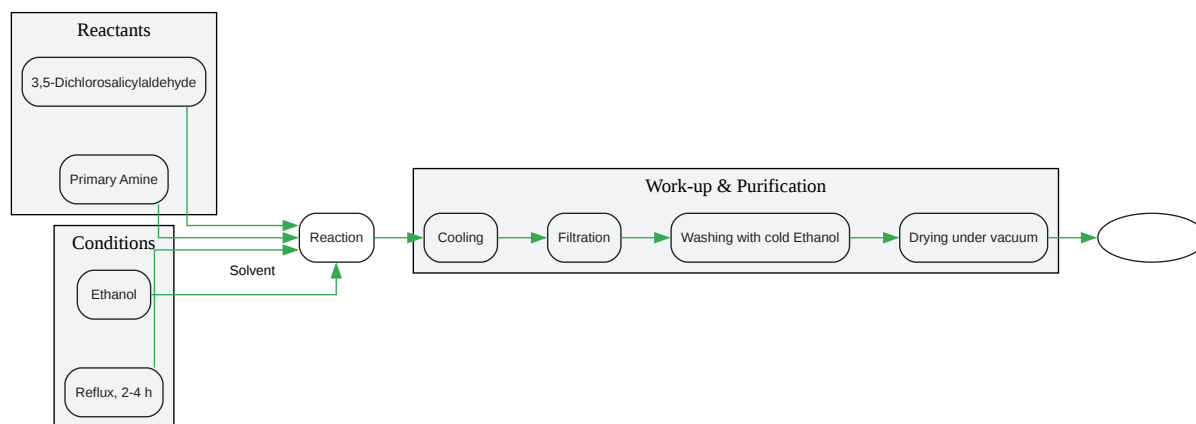 Reactants
3,5-Dichlorosalicylaldehyde
Primary Amine
Conditions
Ethanol
Reflux, 2-4 h
Solvent
Reaction
Work-up & Purification
Cooling
Filtration
Washing with cold Ethanol
Drying under vacuum